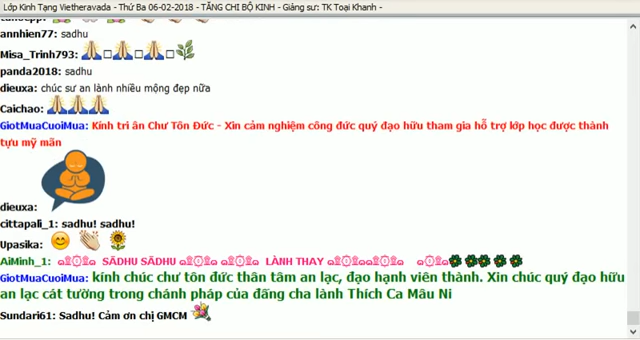 Lớp Kinh Tạng Vietheravada - Thứ Ba 06-02-2018 - TĂNG CHI BỘ KINH - Giảng sư: TK Toại Khanh -
annhien77: sadhu
Misa_Trinh793:
panda2018: sadhu
dieuxa: chúc sư an lành nhiều mộng đẹp nữa
Caichao:
GiotMuaCuoiMua: Kính tri ân Chư Tôn Đức - Xin cảm nghiệm công đức quý đạo hữu tham gia hỗ trợ lớp học được thành
tựu mỹ mãn
dieuxa:
cittapali_1: sadhu! sadhu!
Upasika:
AiMinh_1: SĀDHU SĀDHU LÀNH THAY
GiotMuaCuoiMua: kính chúc chư tôn đức thân tâm an lạc, đạo hạnh viên thành. Xin chúc quý đạo hữu
an lạc cát tường trong chánh pháp của đấng cha lành Thích Ca Mâu Ni
Sundari61: Sadhu! Cảm ơn chị GMCM